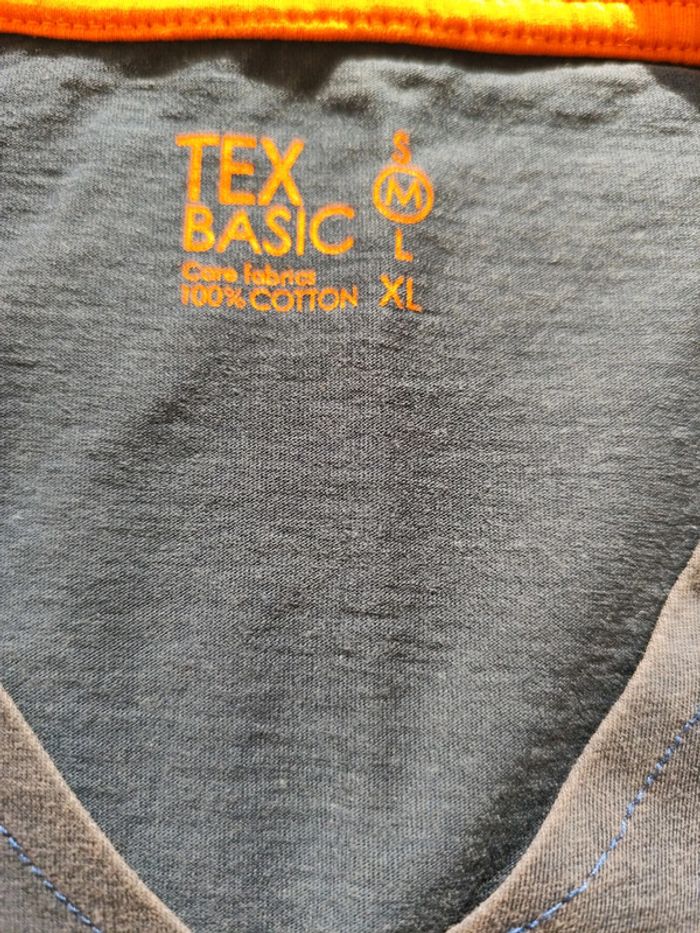 TEX
BASIC
Care fabrics
100% COTTON
S
M
L
XL